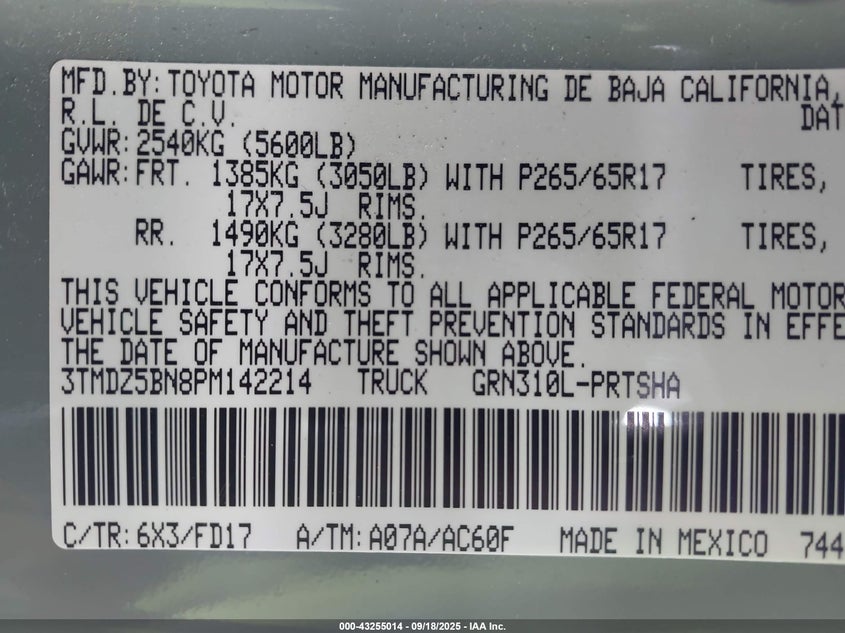 MFD.BY: TOYOTA MOTOR MANUFACTURING DE BAJA CALIFORNIA,
R.L. DE C.V. DAT
GVWR: 2540KG (5600LB)
GAWR: FRT. 1385KG (3050LB) WITH P265/65R17 TIRES,
17X7.5J RIMS.
RR. 1490KG (3280LB) WITH P265/65R17 TIRES,
17X7.5J RIMS.
THIS VEHICLE CONFORMS TO ALL APPLICABLE FEDERAL MOTOR
VEHICLE SAFETY AND THEFT PREVENTION STANDARDS IN EFFE
THE DATE OF MANUFACTURE SHOWN ABOVE.
3TMDZ5BN8PM142214 TRUCK GRN310L-PRTSHA
C/TR: 6X3/FD17 A/TM: A07A/AC60F MADE IN MEXICO 744
000-43255014 - 09/18/2025 - IAA Inc.